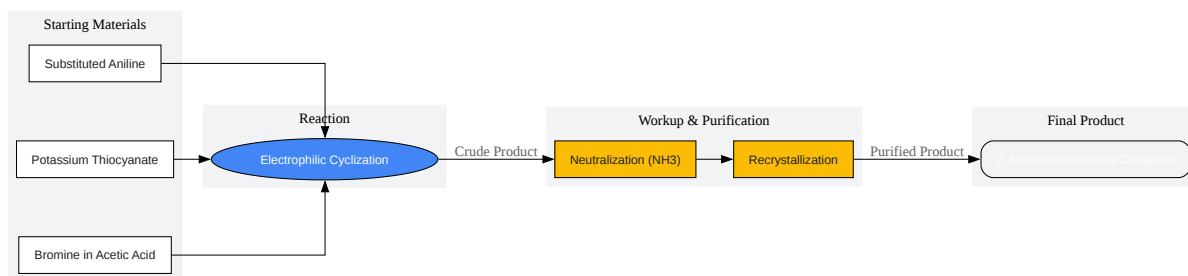 Starting Materials
Substituted Aniline
Potassium Thiocyanate
Bromine in Acetic Acid
Reaction
Electrophilic Cyclization
Crude Product
Workup & Purification
Neutralization (NH3)
Recrystallization
Purified Product
Final Product
2-Aminobenzothiazole Derivative